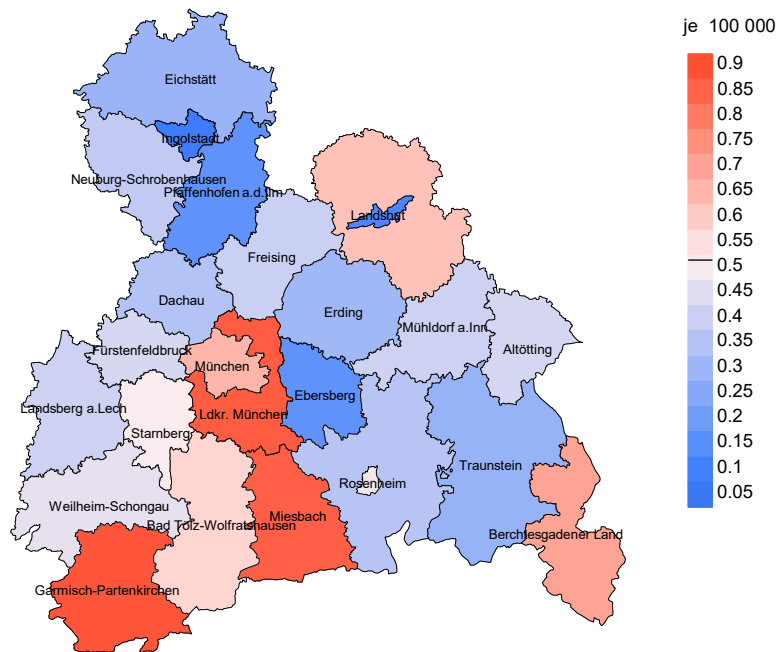 je 100 000
Eichstätt
Ingolstadt
Neuburg-Schrobenhausen
Pfaffenhofen a.d.Ilm
Landshut
Freising
Dachau
Erding
Mühldorf a.Inn
Altötting
Fürstenfeldbruck
München
Ebersberg
Landsberg a.Lech
Ldkr. München
Starnberg
Traunstein
Rosenheim
Weilheim-Schongau
Miesbach
Bad Tölz-Wolfratshausen
Berchtesgadener Land
Garmisch-Partenkirchen
0.9
0.85
0.8
0.75
0.7
0.65
0.6
0.55
0.5
0.45
0.4
0.35
0.3
0.25
0.2
0.15
0.1
0.05